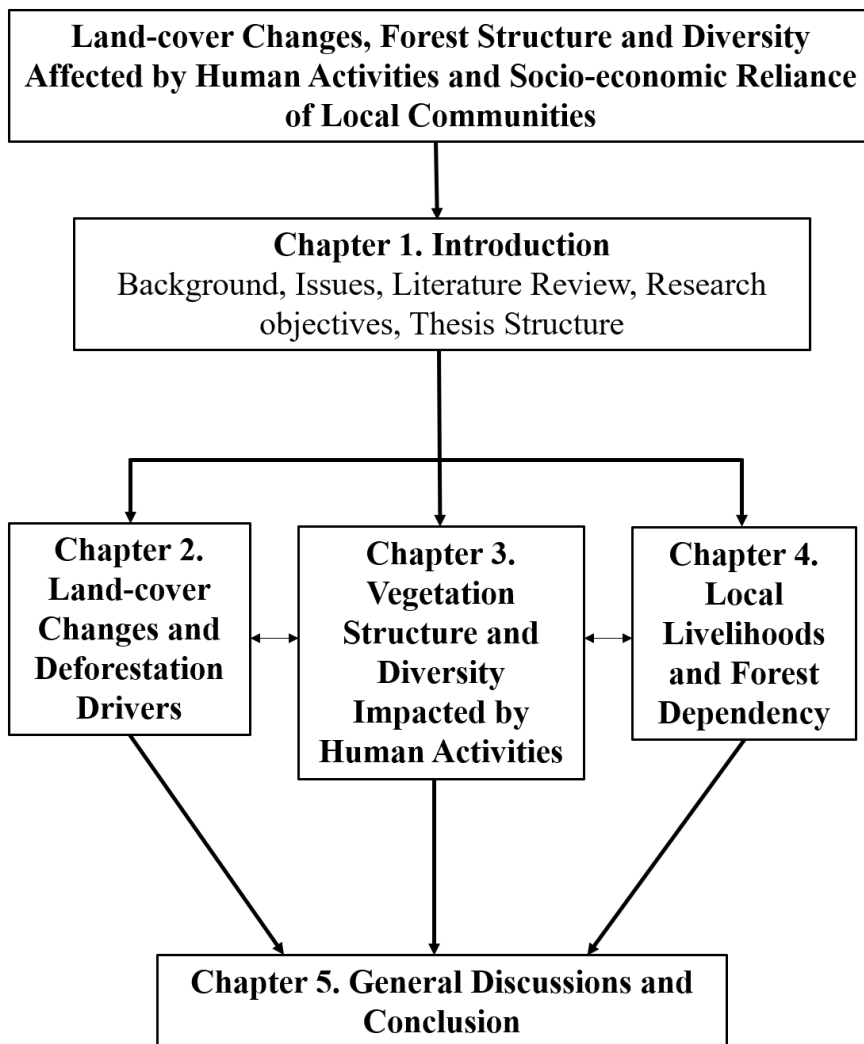 Land-cover Changes, Forest Structure and Diversity
Affected by Human Activities and Socio-economic Reliance
of Local Communities
Chapter 1. Introduction
Background, Issues, Literature Review, Research
objectives, Thesis Structure
Chapter 2.
Land-cover
Changes and
Deforestation
Drivers
Chapter 3.
Vegetation
Structure and
Diversity
Impacted by
Human Activities
Chapter 4.
Local
Livelihoods
and Forest
Dependency
Chapter 5. General Discussions and
Conclusion